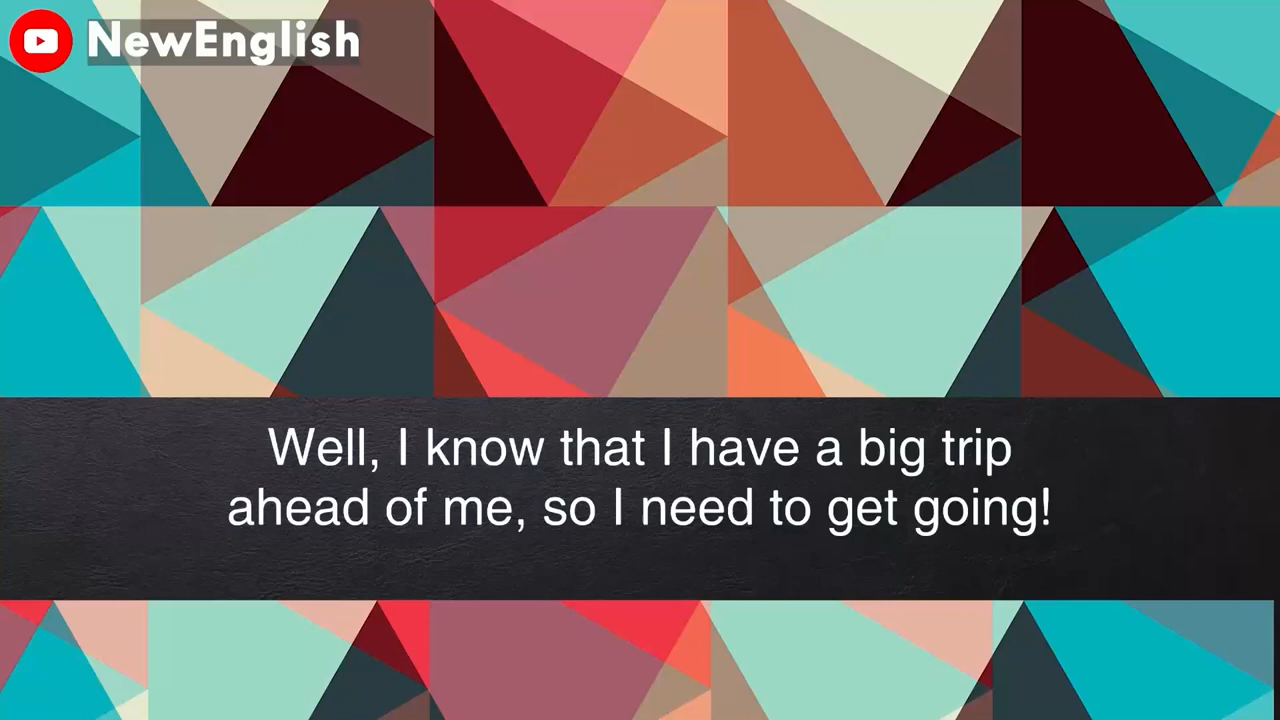 NewEnglish
Well, I know that I have a big trip
ahead of me, so I need to get going!